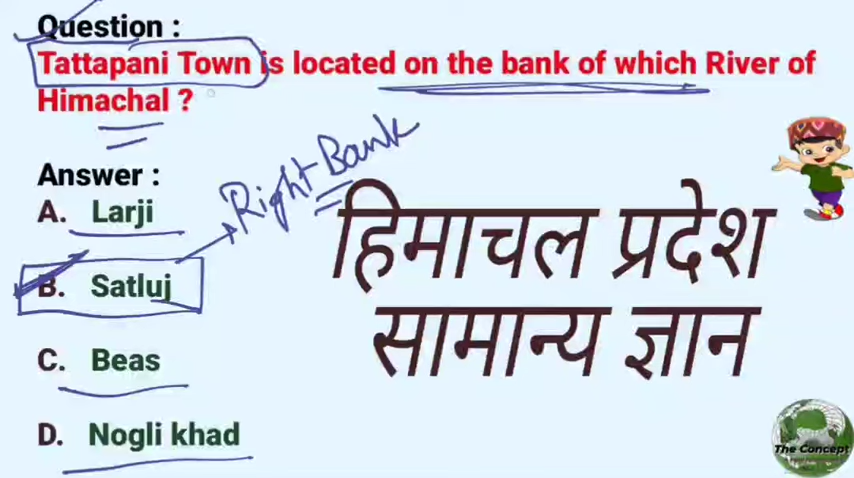 Question :
Tattapani Town is located on the bank of which River of
Himachal ?
Answer :
A. Larji
Right Bank
B. Satluj
C. Beas
D. Nogli khad
हिमाचल प्रदेश
सामान्य ज्ञान
The Concept